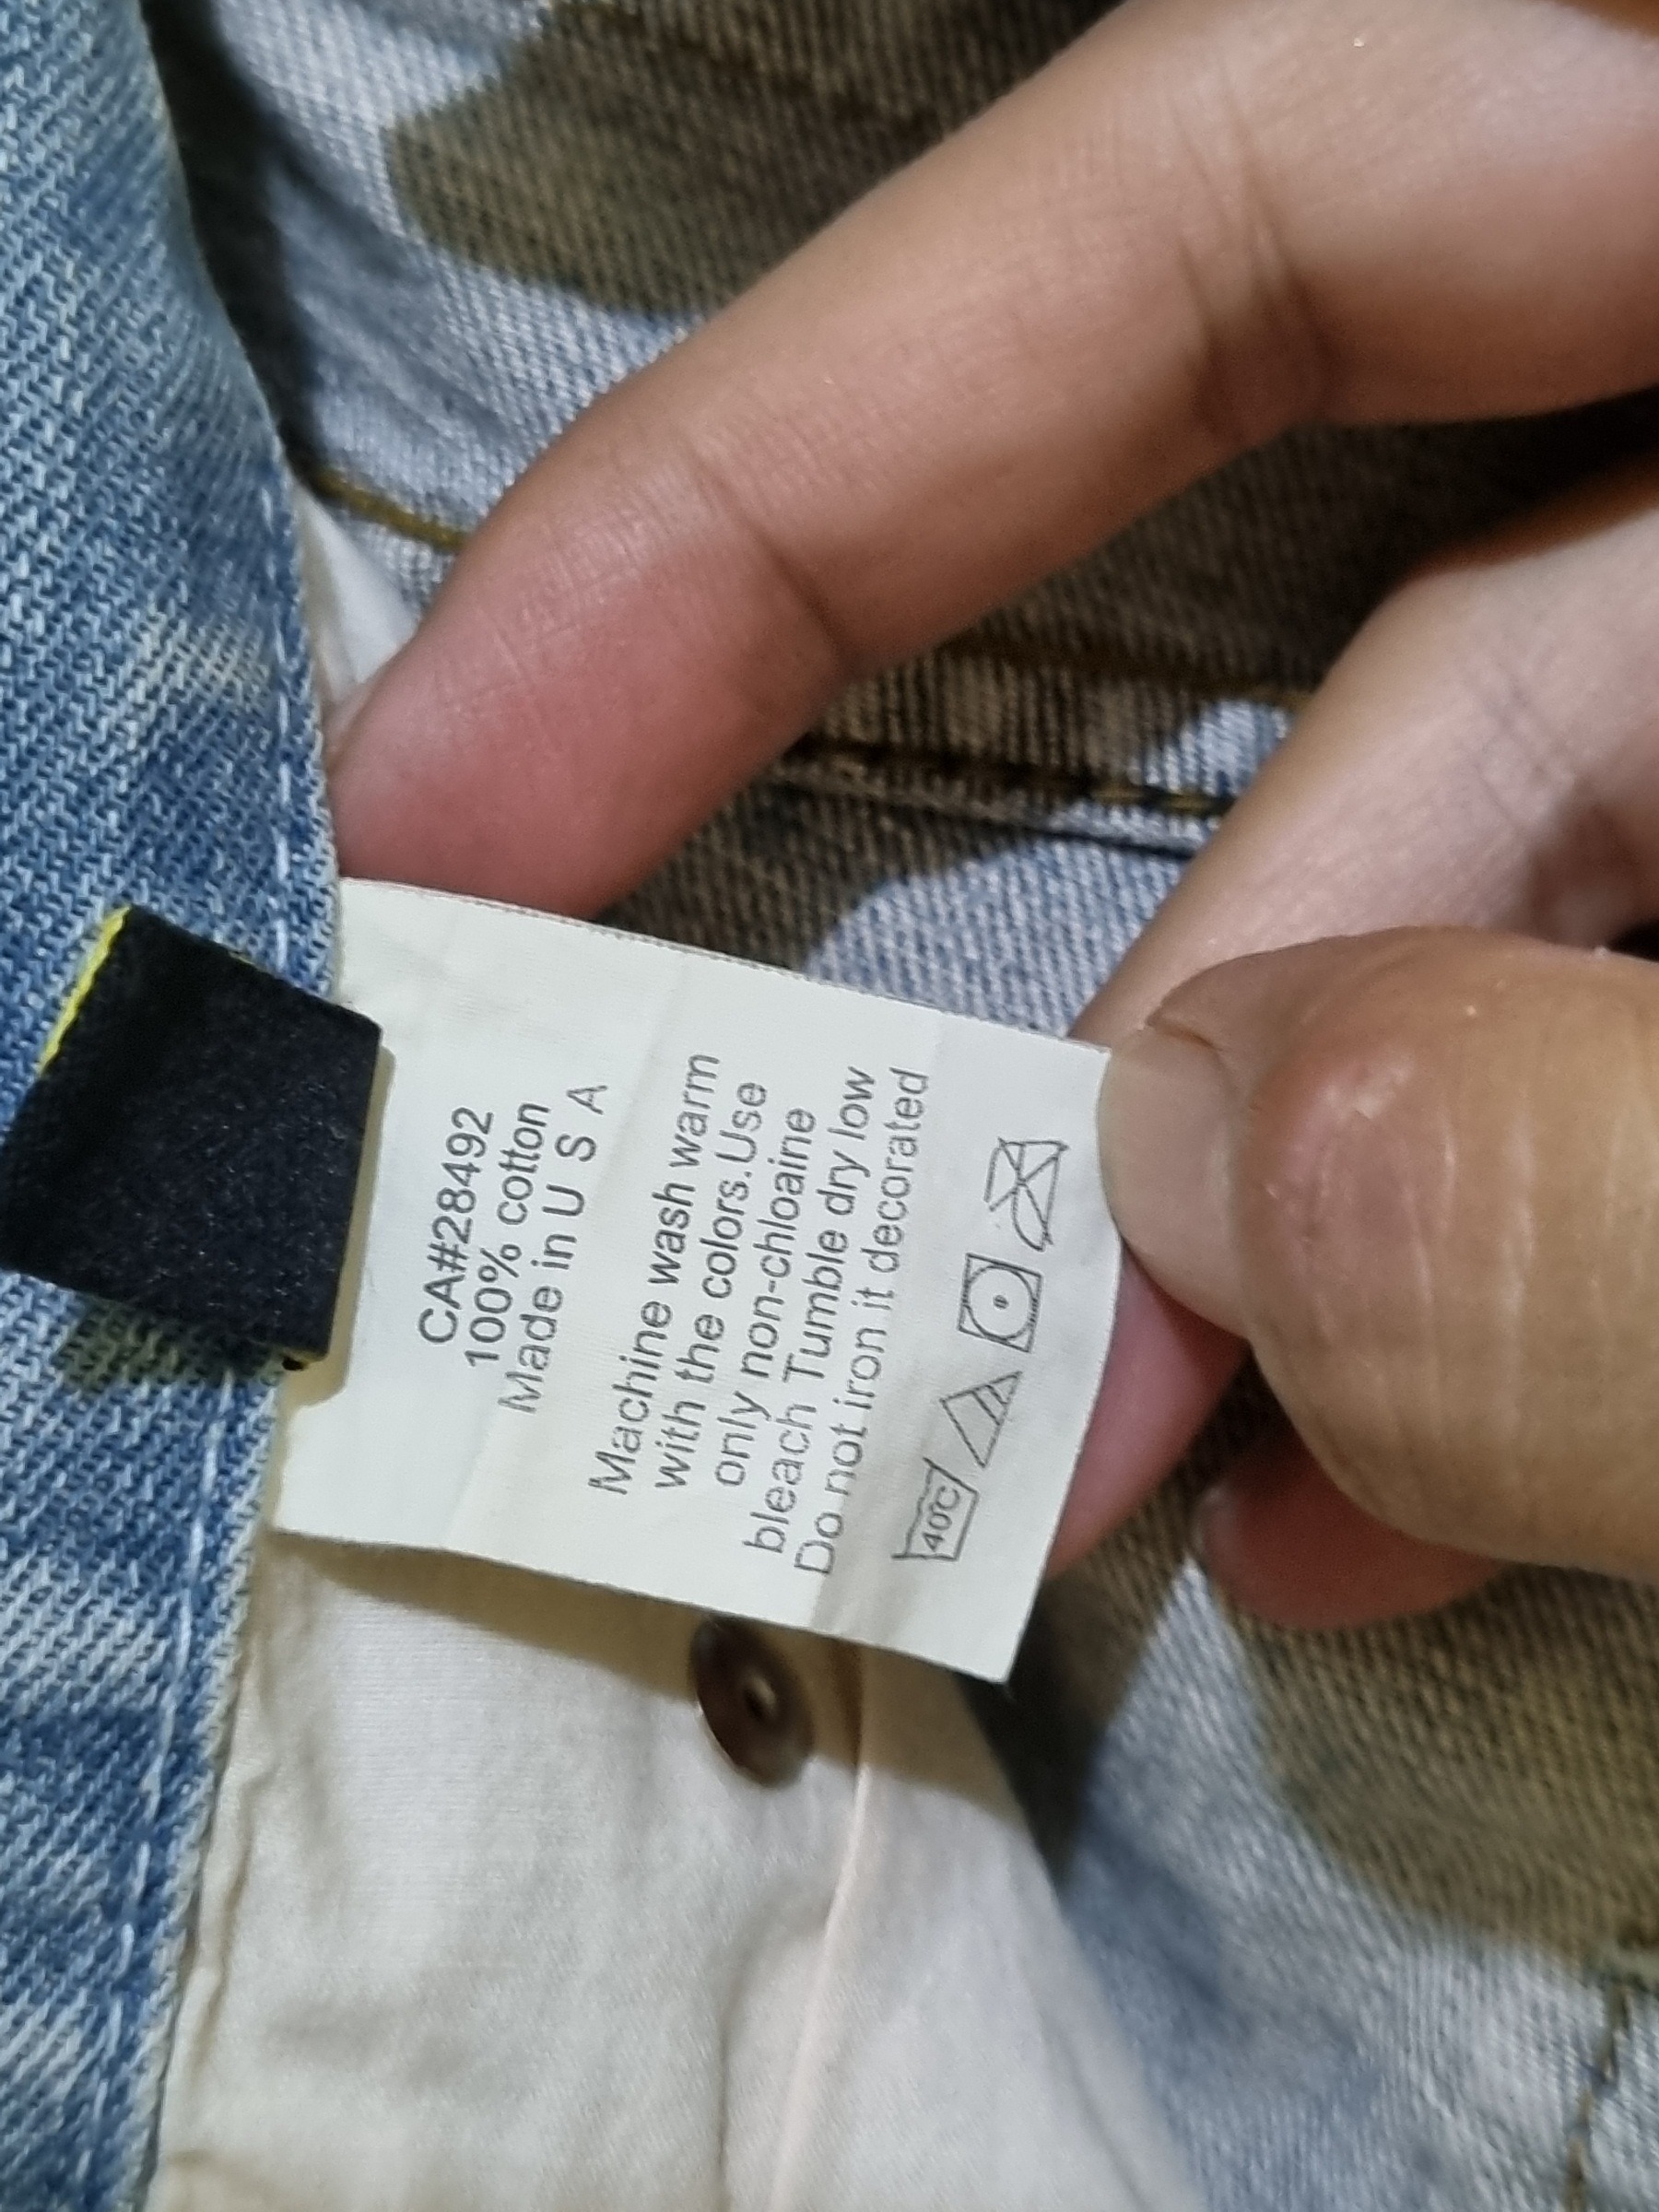 CA#28492
100% cotton
Made in U S A
Machine wash warm
with the colors.Use
only non-chloaine
bleach Tumble dry low
Do not iron it decorated
40℃